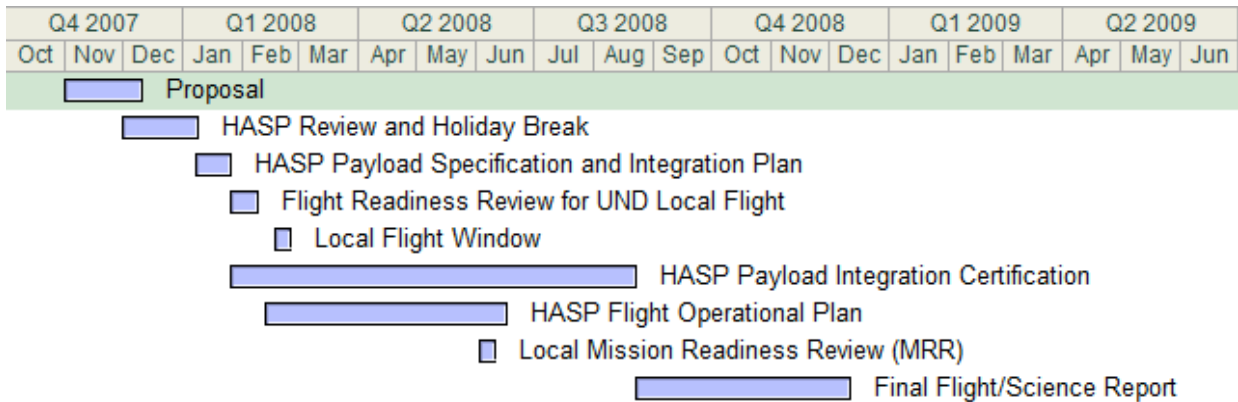 Q4 2007 Q1 2008 Q2 2008 Q3 2008 Q4 2008 Q1 2009 Q2 2009
Oct Nov Dec Jan Feb Mar Apr May Jun Jul Aug Sep Oct Nov Dec Jan Feb Mar Apr May Jun
Proposal
HASP Review and Holiday Break
HASP Payload Specification and Integration Plan
Flight Readiness Review for UND Local Flight
Local Flight Window
HASP Payload Integration Certification
HASP Flight Operational Plan
Local Mission Readiness Review (MRR)
Final Flight/Science Report